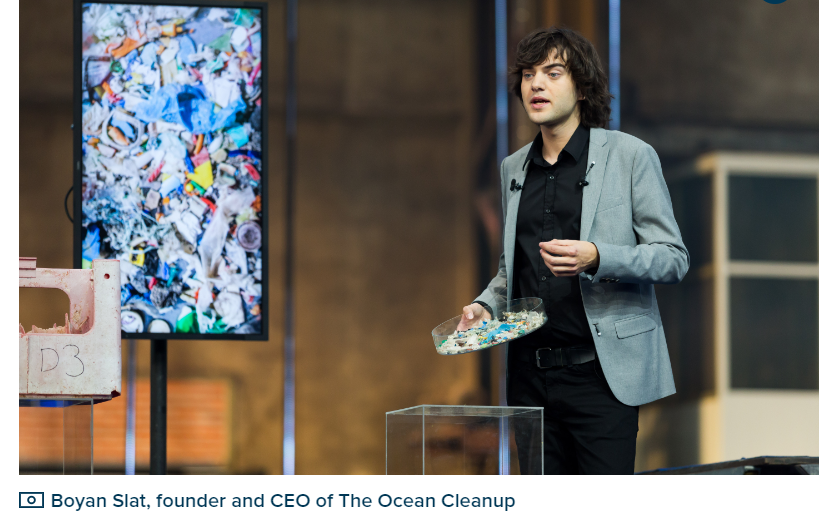 D3
Boyan Slat, founder and CEO of The Ocean Cleanup